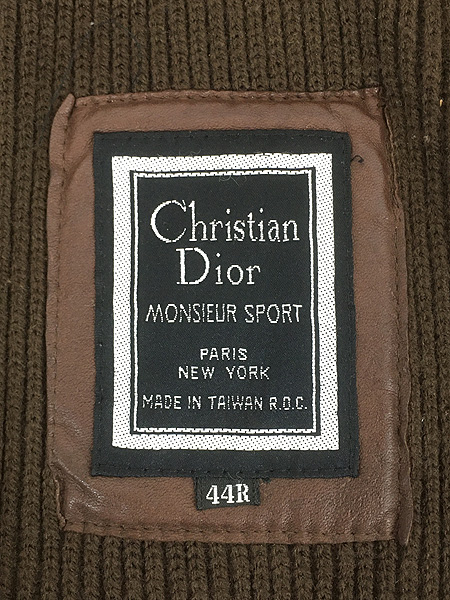 Christian
Dior
MONSIEUR SPORT
PARIS
NEW YORK
MADE IN TAIWAN R.O.C.
44R